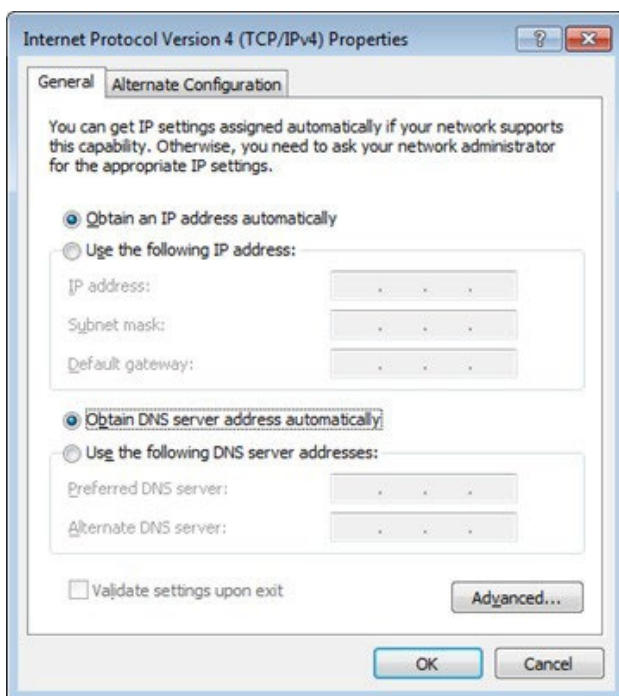 Internet Protocol Version 4 (TCP/IPv4) Properties
General
Alternate Configuration
You can get IP settings assigned automatically if your network supports
this capability. Otherwise, you need to ask your network administrator
for the appropriate IP settings.
Obtain an IP address automatically
Use the following IP address:
IP address:
Subnet mask:
Default gateway:
Obtain DNS server address automatically
Use the following DNS server addresses:
Preferred DNS server:
Alternate DNS server:
Validate settings upon exit
Advanced...
OK
Cancel